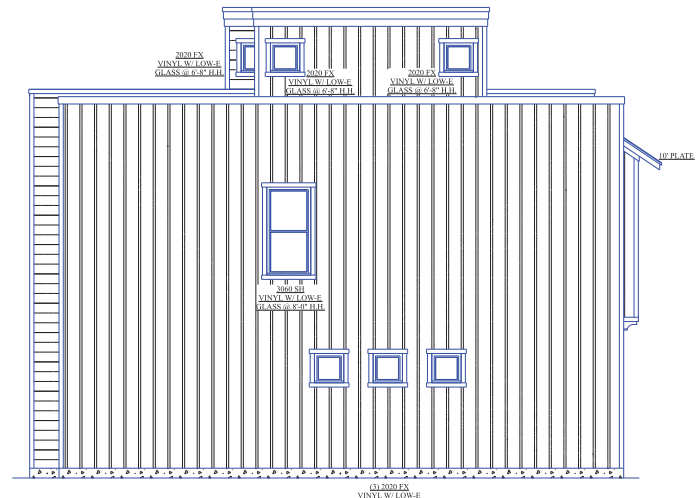 2020 FX
VINYL W/ LOW-E
GLASS @ 6'-8" H.H.
2020 FX
VINYL W/ LOW-E
GLASS @ 6'-8" H.H.
2020 FX
VINYL W/ LOW-E
GLASS @ 6'-8" H.H.
10' PLATE
3060 SH
VINYL W/ LOW-E
GLASS @ 8'-0" H.H.
(3) 2020 FX
VINYL W/ LOW-E